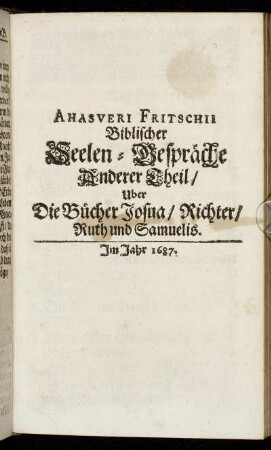 AHASVERI FRITSCHII
Biblischer
Seelen-Gespräche
Anderer Theil/
Uber
Die Bücher Josua/ Richter/
Ruth und Samuelis.
Im Jahr 1687.